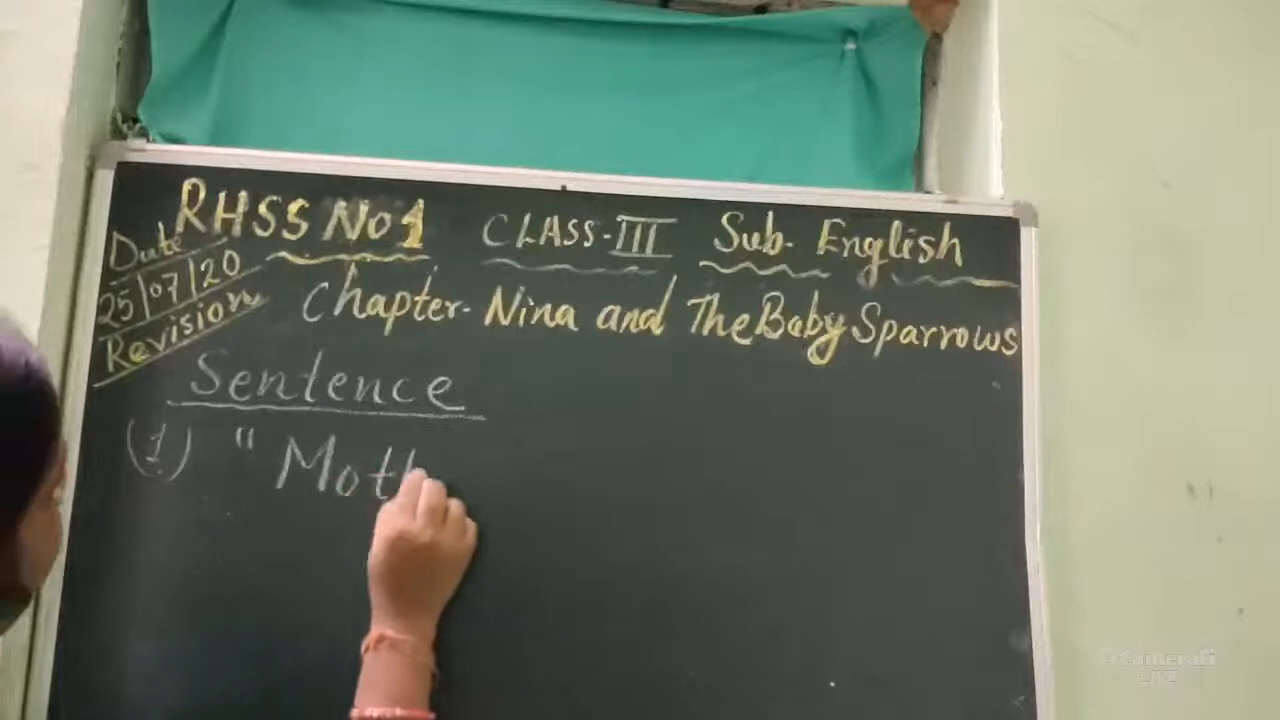 RHSS No 1 CLASS-III Sub- English
Date
25/07/20
Revision
Chapter- Nina and The Baby Sparrows
Sentence
(1) " Moth
LIVE